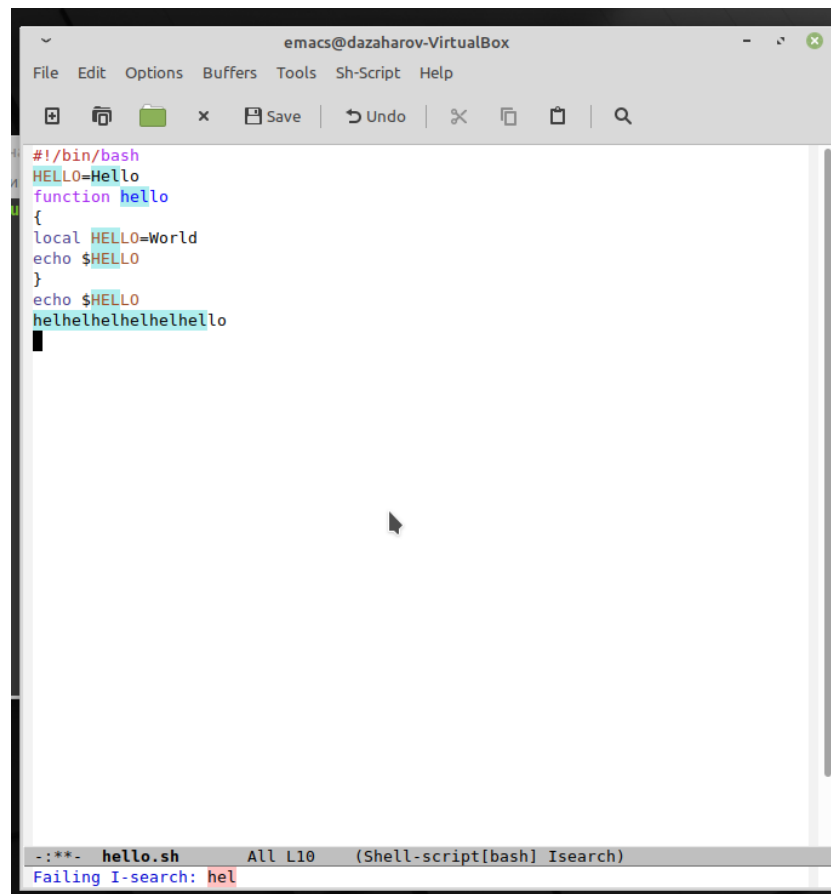 emacs@dazaharov-VirtualBox
File Edit Options Buffers Tools Sh-Script Help
Save Undo
#!/bin/bash
HELLO=Hello
function hello
{
local HELLO=World
echo $HELLO
}
echo $HELLO
helhelhelhelhelhello
-:**- hello.sh All L10 (Shell-script[bash] Isearch)
Failing I-search: hel